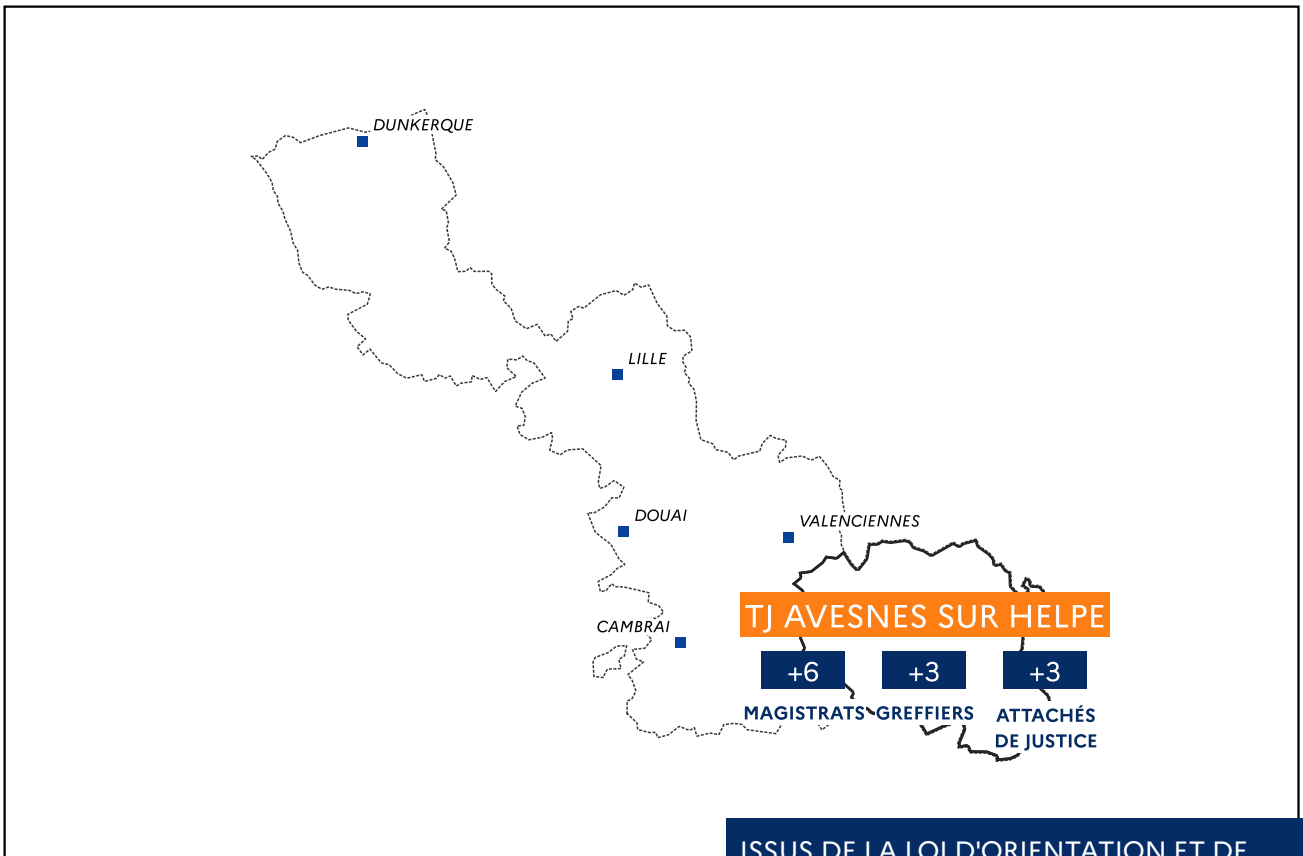 DUNKERQUE
LILLE
DOUAI
VALENCIENNES
CAMBRAI
TJ AVESNES SUR HELPE
+6 +3 +3
MAGISTRATS GREFFIERS ATTACHÉS
DE JUSTICE
ISSUS DE LA LOI D'ORIENTATION ET DE